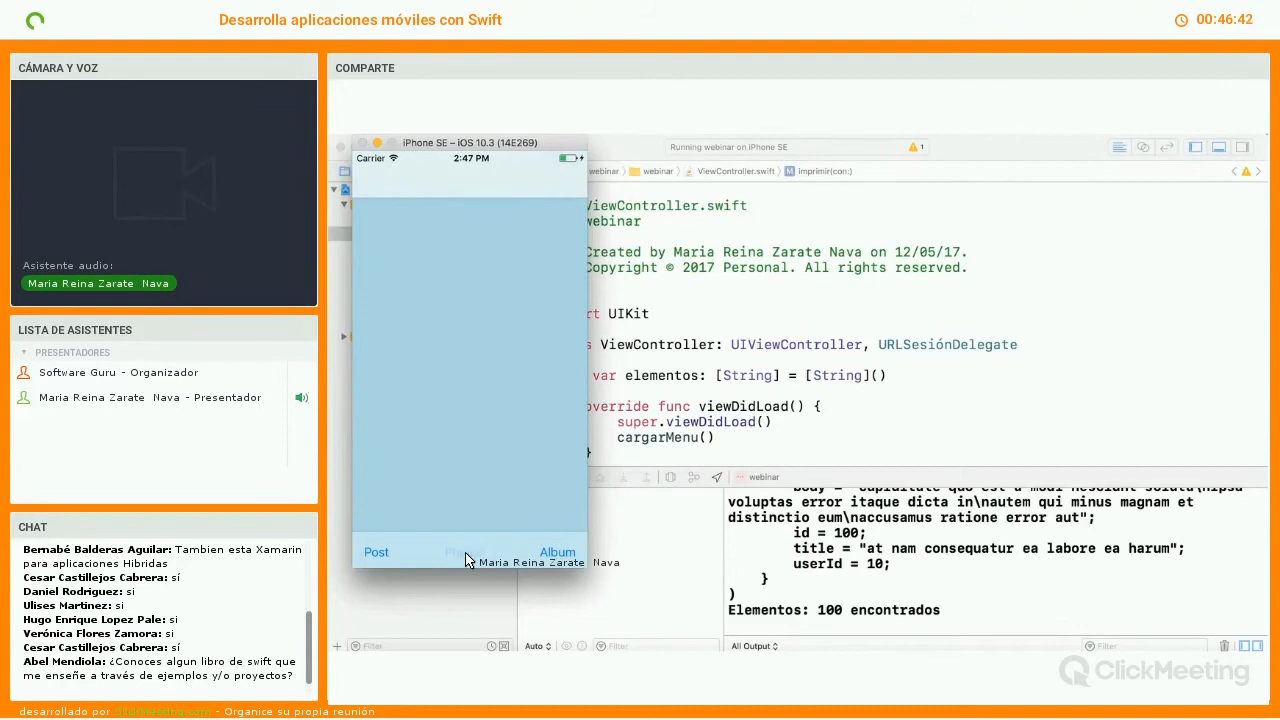 Desarrolla aplicaciones móviles con Swift
00:46:42
CÁMARA Y VOZ
Asistente audio:
Maria Reina Zarate Nava
LISTA DE ASISTENTES
PRESENTADORES
Software Guru - Organizador
Maria Reina Zarate Nava - Presentador
CHAT
Bernabé Balderas Aguilar: Tambien esta Xamarin
para aplicaciones Hibridas
Cesar Castillejos Cabrera: sí
Daniel Rodriguez: si
Ulises Martinez: si
Hugo Enrique Lopez Pale: si
Verónica Flores Zamora: si
Cesar Castillejos Cabrera: sí
Abel Mendiola: ¿Conoces algun libro de swift que
me enseñe a través de ejemplos y/o proyectos?
COMPARTE
iPhone SE – iOS 10.3 (14E269)
Carrier
2:47 PM
Post
Album
Maria Reina Zarate Nava
Running webinar on iPhone SE
1
webinar
webinar
ViewController.swift
M
imprimir(con:)
ViewController.swift
webinar
Created by Maria Reina Zarate Nava on 12/05/17.
Copyright © 2017 Personal. All rights reserved.
rt UIKit
s ViewController: UIViewController, URLSesiónDelegate
var elementos: [String] = [String]()
override func viewDidLoad() {
super.viewDidLoad()
cargarMenu()
}
webinar
voluptas error itaque dicta in\nautem qui minus magnam et
distinctio eum\naccusamus ratione error aut";
id = 100;
title = "at nam consequatur ea labore ea harum";
userId = 10;
}
)
Elementos: 100 encontrados
Filter
Auto
Filter
All Output
Filter
ClickMeeting
desarrollado por ClickMeeting.com - Organice su propia reunión